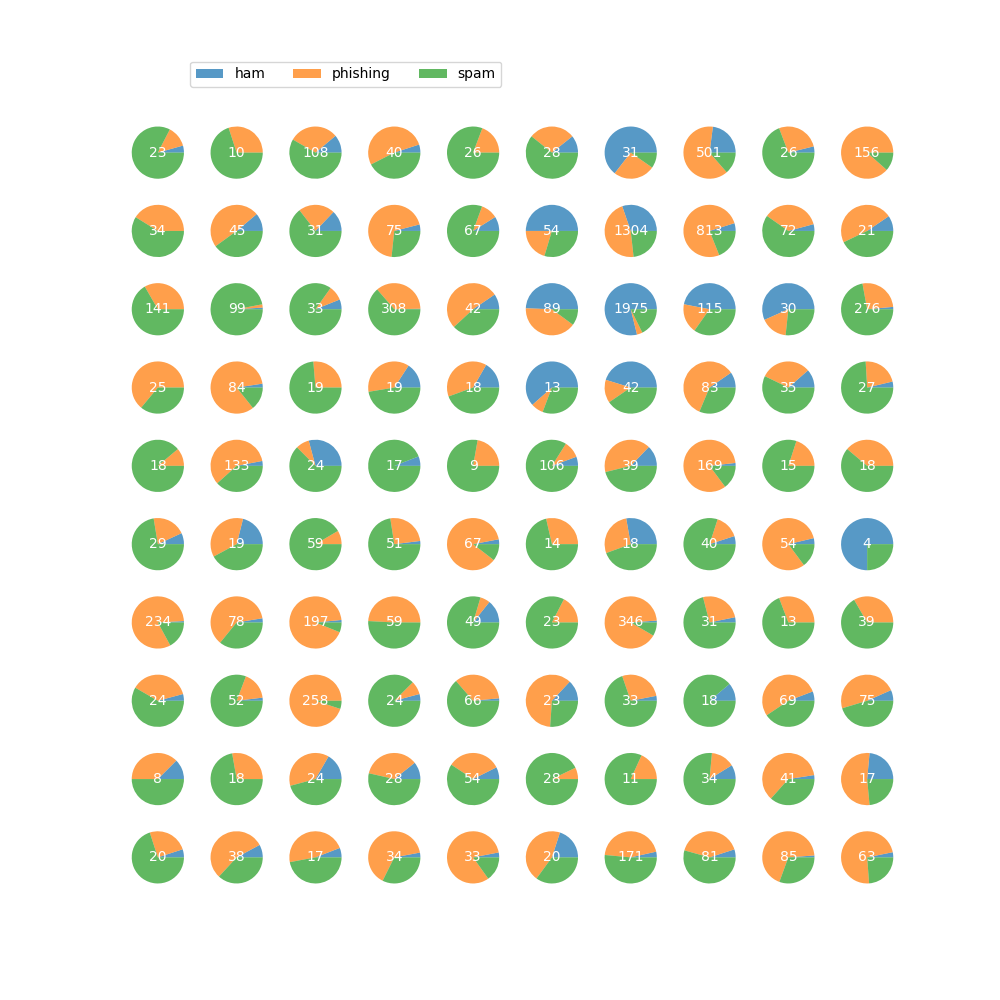 ham phishing spam
23 10 108 40 26 28 31 501 26 156
34 45 31 75 67 54 1304 813 72 21
141 99 33 308 42 89 1975 115 30 276
25 84 19 19 18 13 42 83 35 27
18 133 24 17 9 106 39 169 15 18
29 19 59 51 67 14 18 40 54 4
234 78 197 59 49 23 346 31 13 39
24 52 258 24 66 23 33 18 69 75
8 18 24 28 54 28 11 34 41 17
20 38 17 34 33 20 171 81 85 63